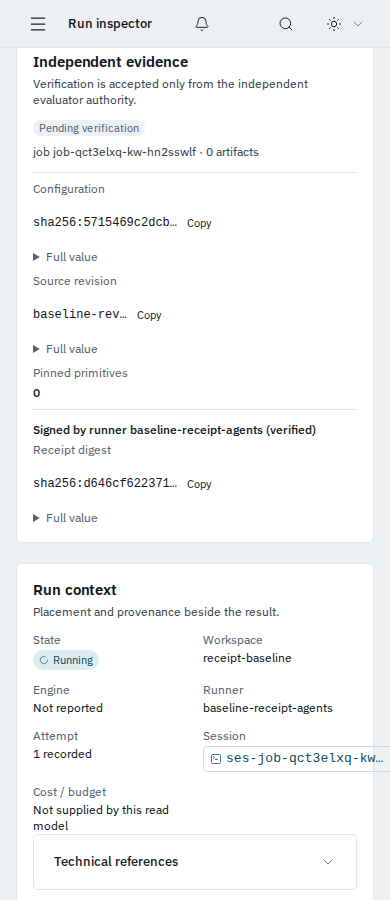 Run inspector
Independent evidence
Verification is accepted only from the independent
evaluator authority.
Pending verification
job job-qct3elxq-kw-hn2sswlf · 0 artifacts
Configuration
sha256:5715469c2dcb… Copy
Full value
Source revision
baseline-rev… Copy
Full value
Pinned primitives
0
Signed by runner baseline-receipt-agents (verified)
Receipt digest
sha256:d646cf622371… Copy
Full value
Run context
Placement and provenance beside the result.
State
Running
Workspace
receipt-baseline
Engine
Not reported
Runner
baseline-receipt-agents
Attempt
1 recorded
Session
ses-job-qct3elxq-kw…
Cost / budget
Not supplied by this read
model
Technical references